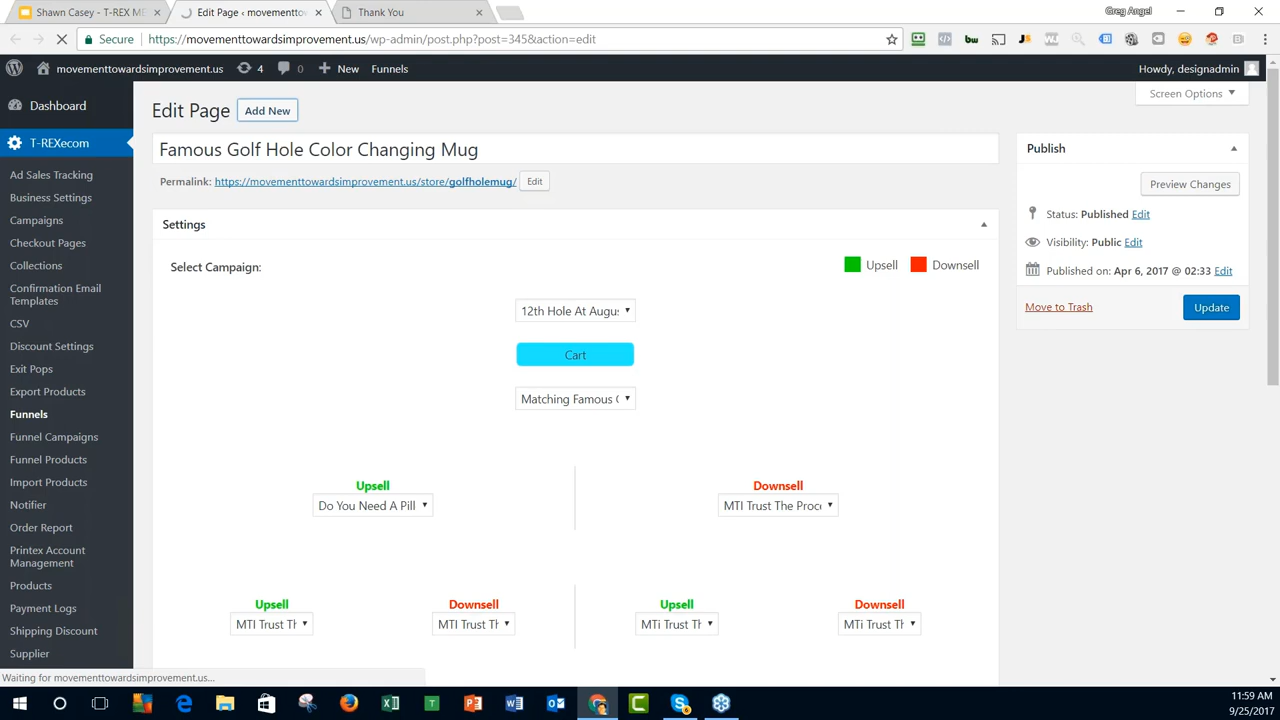 Shawn Casey - T-REX ME
Edit Page ‹ movementtow
Thank You
Greg Angel
Secure
https://movementtowardsimprovement.us/wp-admin/post.php?post=345&action=edit
movementtowardsimprovement.us
4
0
New
Funnels
Howdy, designadmin
Dashboard
T-REXecom
Ad Sales Tracking
Business Settings
Campaigns
Checkout Pages
Collections
Confirmation Email
Templates
CSV
Discount Settings
Exit Pops
Export Products
Funnels
Funnel Campaigns
Funnel Products
Import Products
Notifier
Order Report
Printex Account
Management
Products
Payment Logs
Shipping Discount
Supplier
Screen Options
Edit Page
Add New
Famous Golf Hole Color Changing Mug
Permalink: https://movementtowardsimprovement.us/store/golfholemug/
Edit
Settings
Select Campaign:
Upsell
Downsell
12th Hole At Augus
Cart
Matching Famous
Upsell
Downsell
Do You Need A Pill
MTI Trust The Proc
Upsell
Downsell
Upsell
Downsell
MTI Trust Th
MTI Trust Th
MTi Trust Th
MTi Trust Th
Publish
Preview Changes
Status: Published Edit
Visibility: Public Edit
Published on: Apr 6, 2017 @ 02:33 Edit
Move to Trash
Update
Waiting for movementtowardsimprovement.us...
11:59 AM
9/25/2017